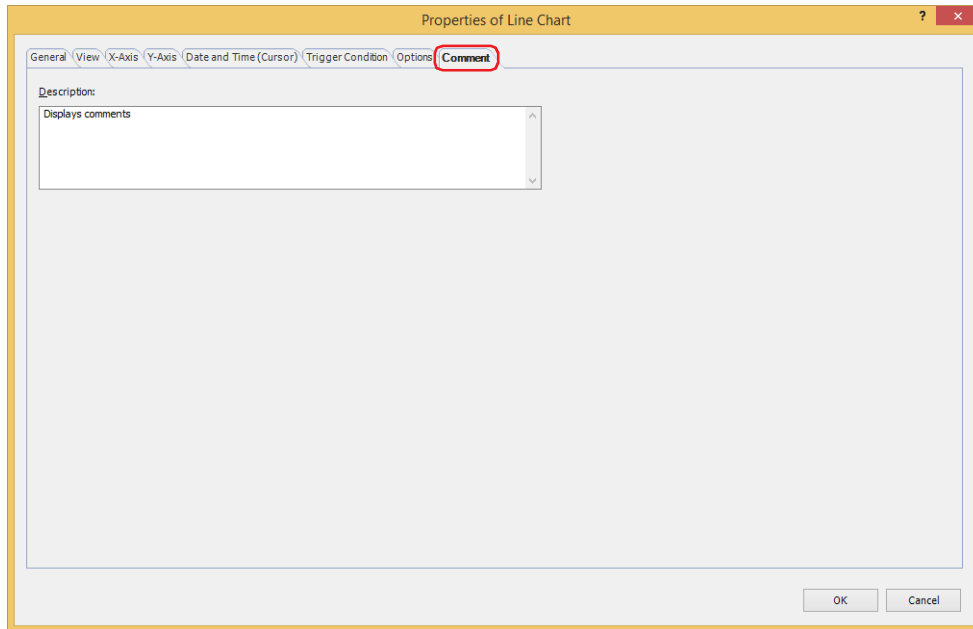 Properties of Line Chart
?
General View X-Axis Y-Axis Date and Time (Cursor) Trigger Condition Options Comment
Description:
Displays comments
OK Cancel